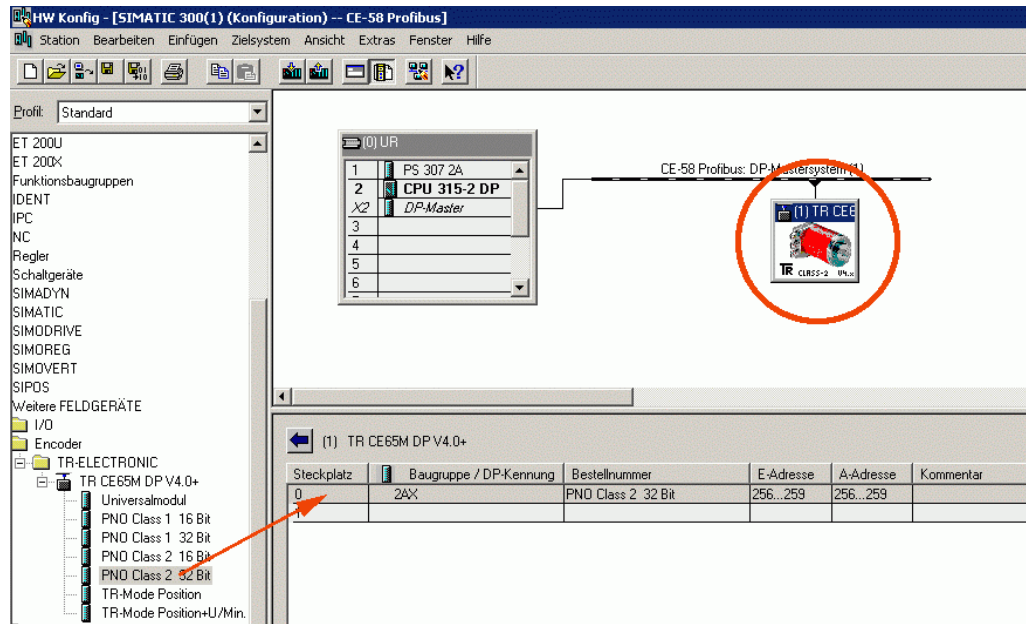 HW Konfig - [SIMATIC 300(1) (Konfiguration) -- CE-58 Profibus]
Station Bearbeiten Einfügen Zielsystem Ansicht Extras Fenster Hilfe
Profil: Standard
ET 200U
ET 200X
Funktionsbaugruppen
IDENT
IPC
NC
Regler
Schaltgeräte
SIMADYN
SIMATIC
SIMODRIVE
SIMOREG
SIMOVERT
SIPOS
Weitere FELDGERÄTE
I/O
Encoder
TR-ELECTRONIC
TR CE65M DP V4.0+
Universalmodul
PNO Class 1 16 Bit
PNO Class 1 32 Bit
PNO Class 2 16 Bit
PNO Class 2 32 Bit
TR-Mode Position
TR-Mode Position+U/Min.
(0) UR
1 PS 307 2A
2 CPU 315-2 DP
X2 DP-Master
3
4
5
6
CE-58 Profibus: DP-Mastersystem (1)
(1) TR CE6
TR CLASS-2 V4.x
(1) TR CE65M DP V4.0+
Steckplatz Baugruppe / DP-Kennung Bestellnummer E-Adresse A-Adresse Kommentar
0 2AX PNO Class 2 32 Bit 256...259 256...259
1